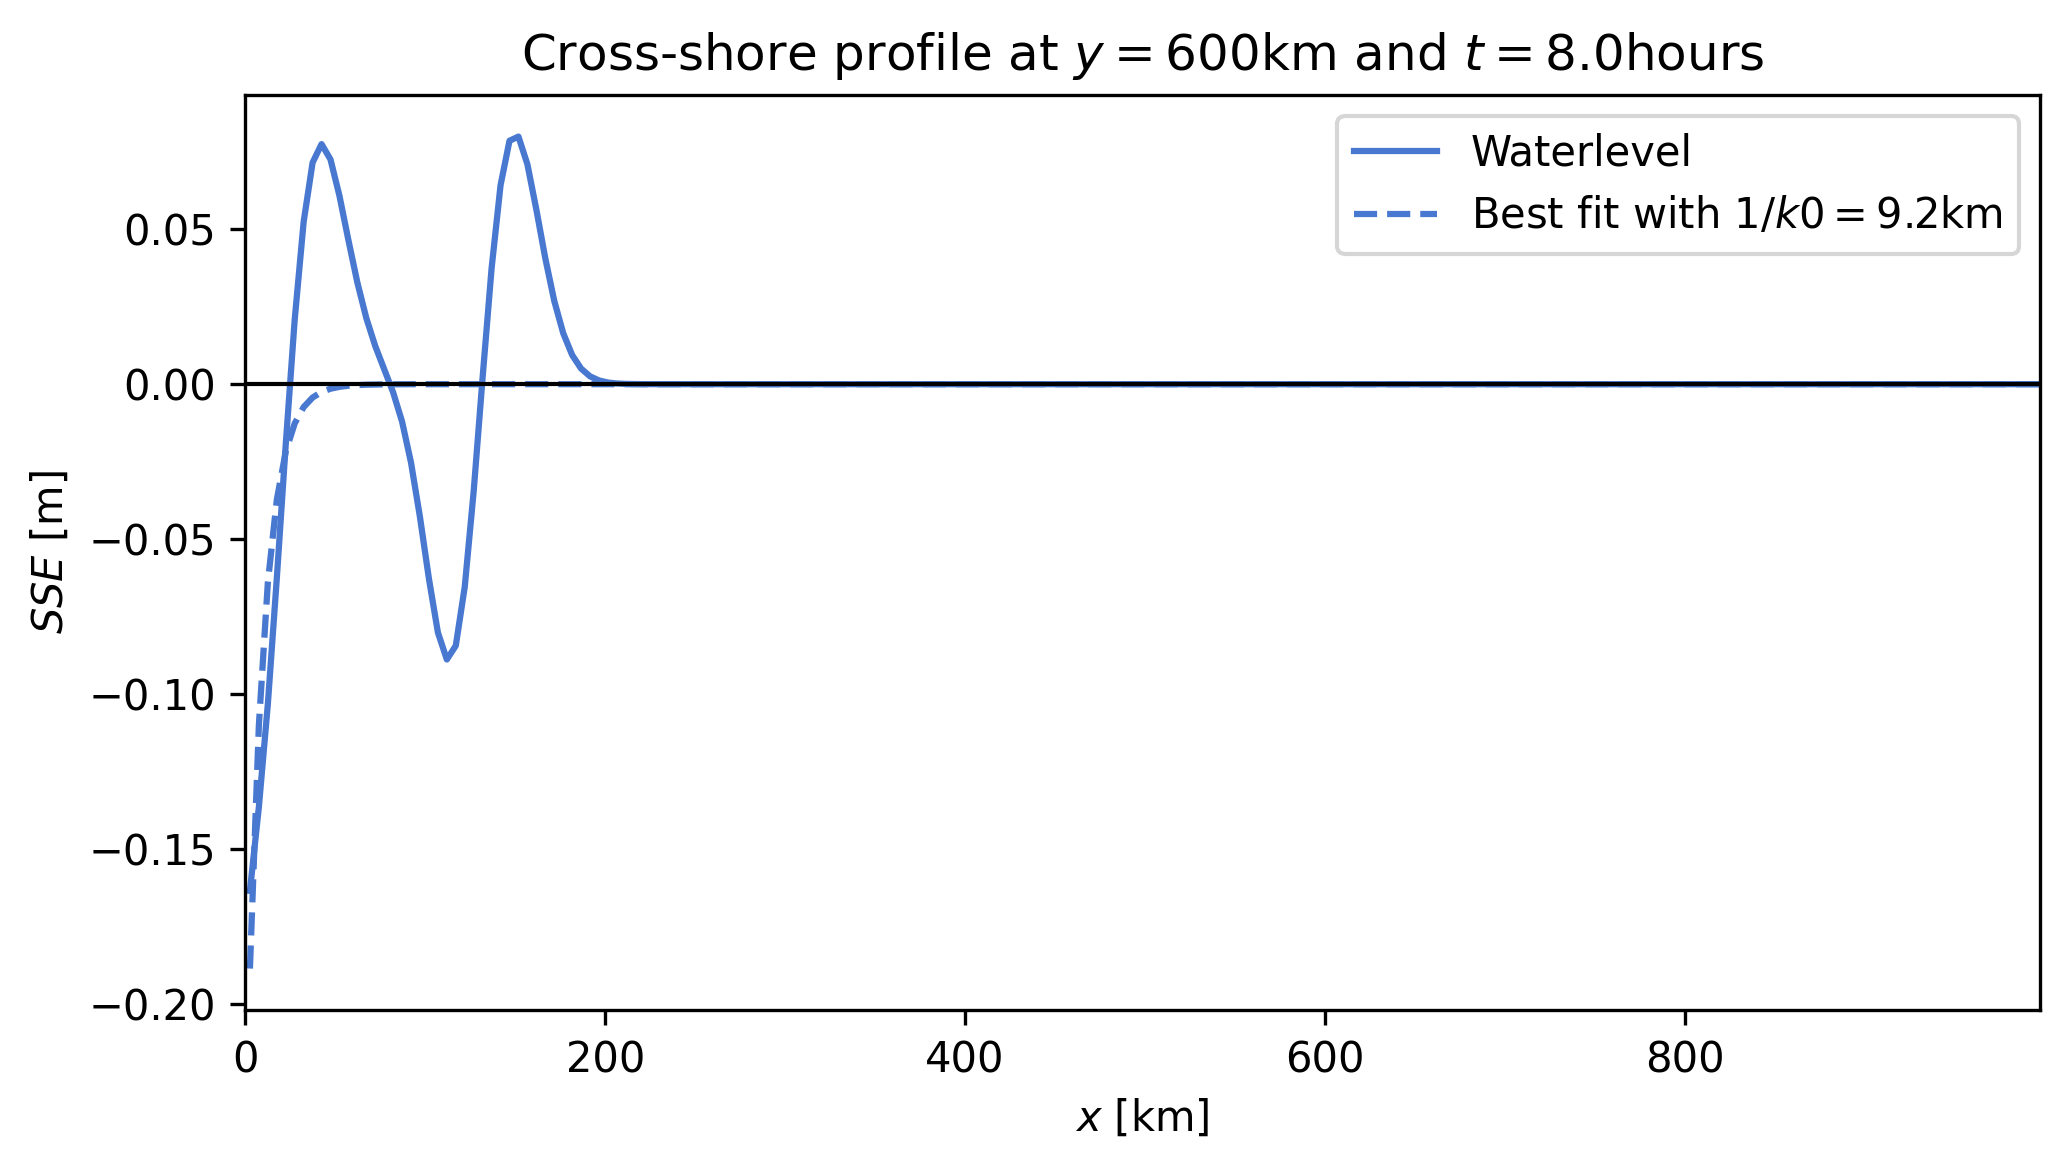 Cross-shore profile at y = 600km and t = 8.0hours
Waterlevel
Best fit with 1/k0 = 9.2km
0.05
0.00
−0.05
−0.10
−0.15
−0.20
SSE [m]
0 200 400 600 800
x [km]